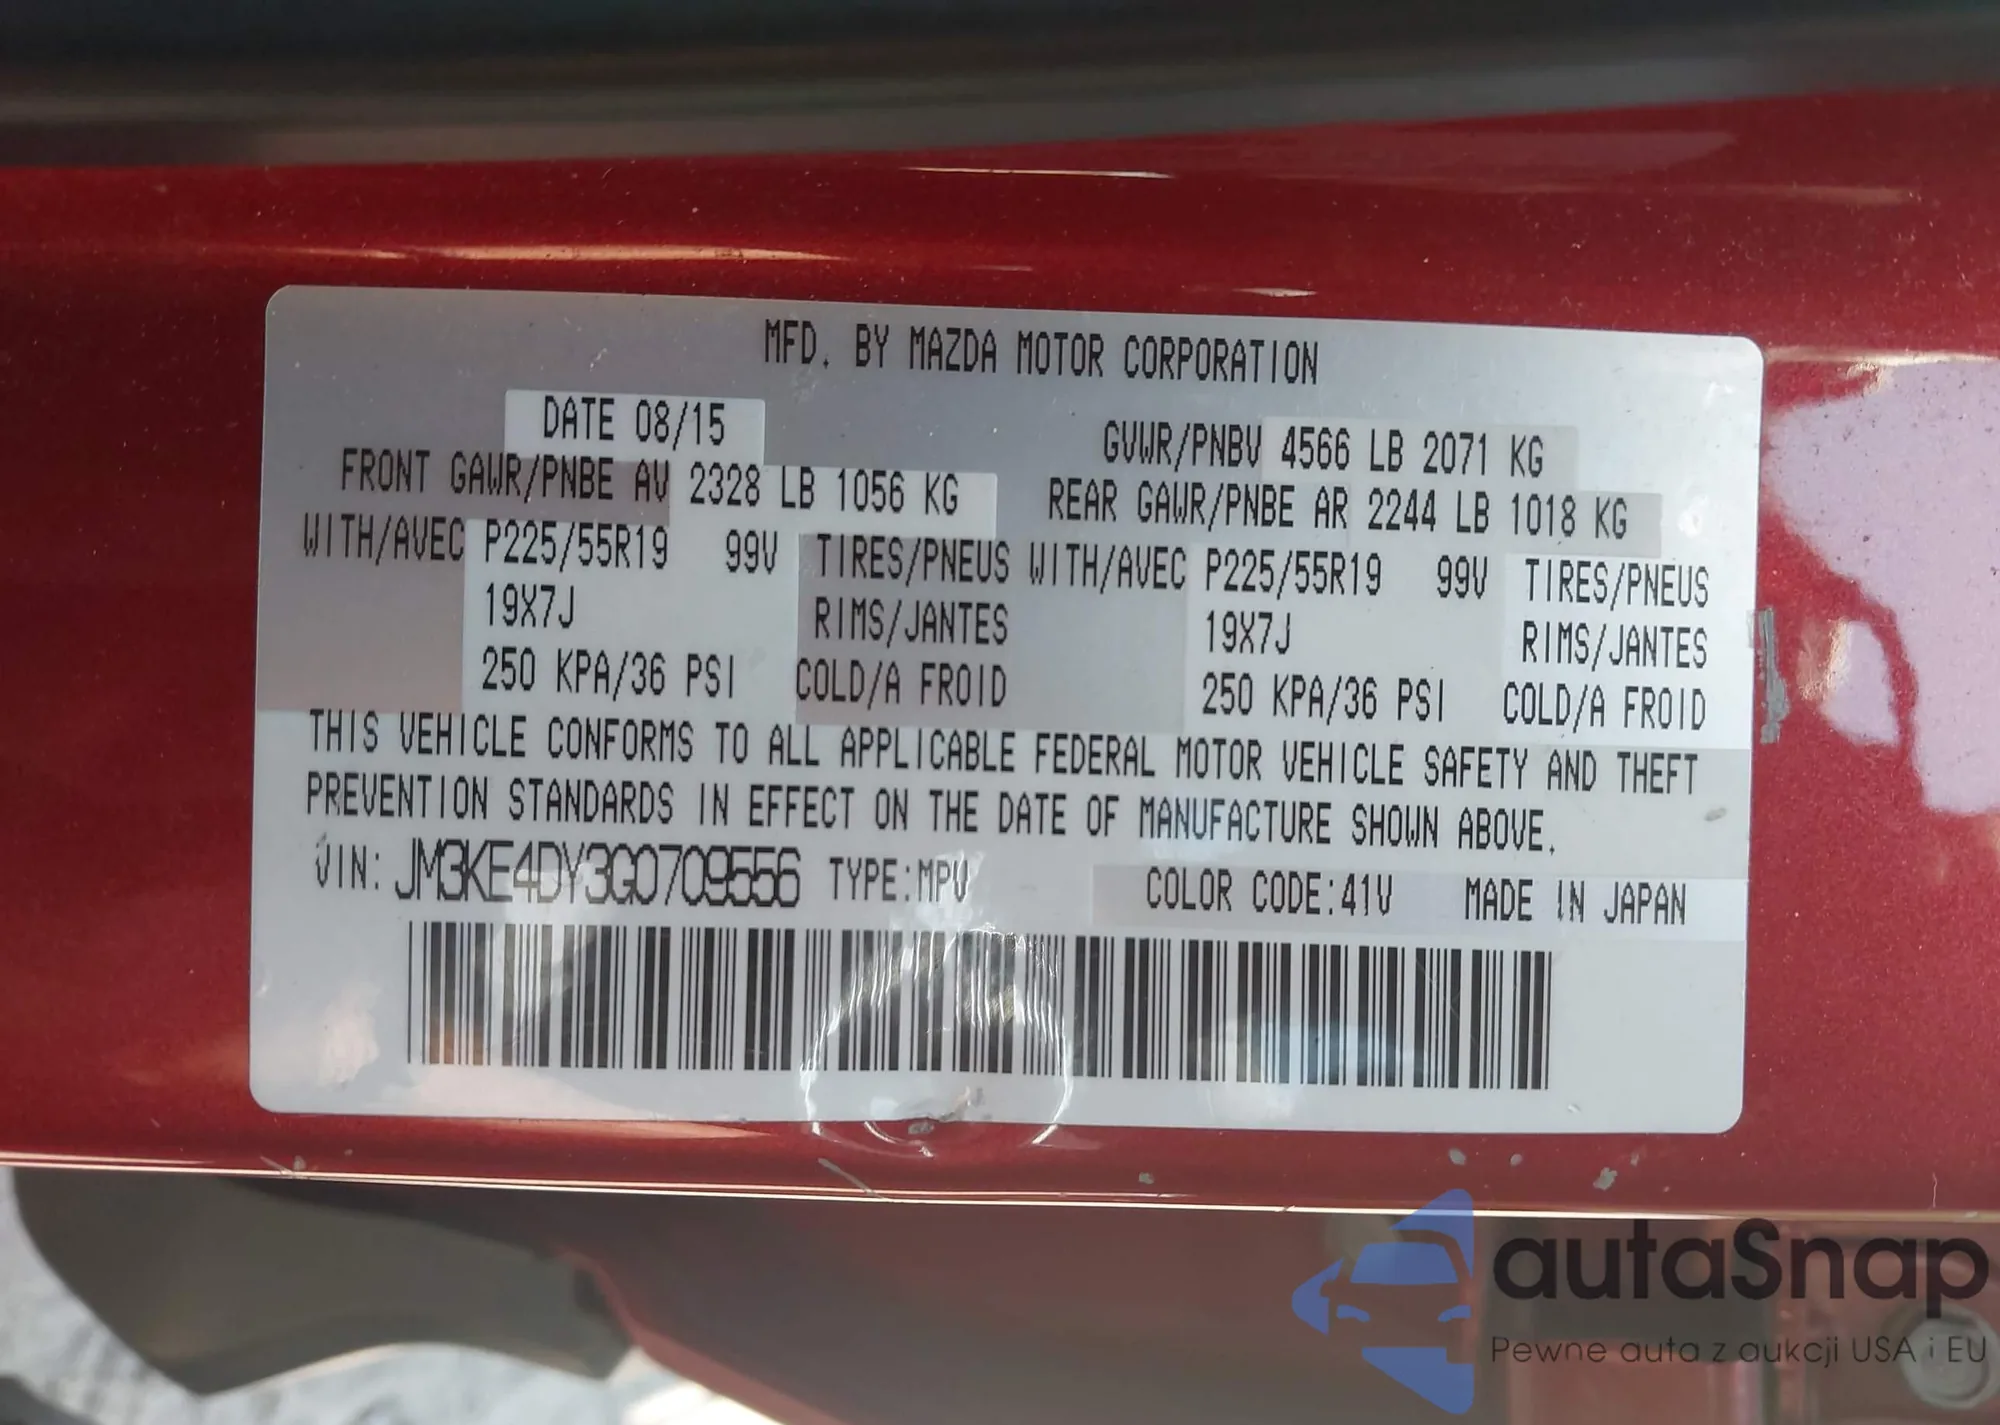 MFD. BY MAZDA MOTOR CORPORATION
DATE 08/15 GVWR/PNBV 4566 LB 2071 KG
FRONT GAWR/PNBE AV 2328 LB 1056 KG REAR GAWR/PNBE AR 2244 LB 1018 KG
WITH/AVEC P225/55R19 99V TIRES/PNEUS WITH/AVEC P225/55R19 99V TIRES/PNEUS
19X7J RIMS/JANTES 19X7J RIMS/JANTES
250 KPA/36 PSI COLD/A FROID 250 KPA/36 PSI COLD/A FROID
THIS VEHICLE CONFORMS TO ALL APPLICABLE FEDERAL MOTOR VEHICLE SAFETY AND THEFT
PREVENTION STANDARDS IN EFFECT ON THE DATE OF MANUFACTURE SHOWN ABOVE.
VIN: JM3KE4DY3G0709556 TYPE:MPV COLOR CODE:41V MADE IN JAPAN
autaSnap
Pewne auta z aukcji USA i EU